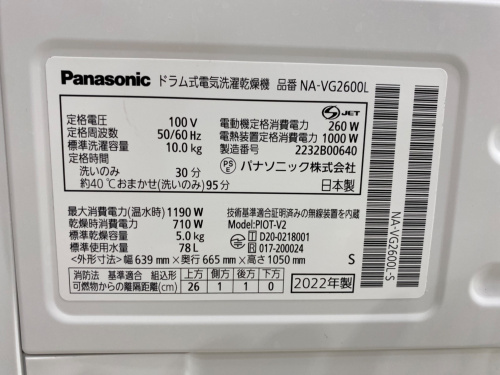 Panasonic ドラム式電気洗濯乾燥機 品番 NA-VG2600L
定格電圧 100 V
定格周波数 50/60 Hz
標準洗濯容量 10.0 kg
定格時間
洗いのみ 30分
約40℃おまかせ(洗いのみ) 95分
JET
電動機定格消費電力 260 W
電熱装置定格消費電力 1000 W
製造番号 2232B00640
PSE パナソニック株式会社
日本製
最大消費電力(温水時) 1190 W
乾燥時消費電力 710 W
標準乾燥容量 5.0 kg
標準使用水量 78 L
技術基準適合証明済みの無線装置を内蔵
Model: PIOT-V2
T D20-0218001
R 017-200024
<外形寸法> 幅 639 mm × 奥行 665 mm × 高さ 1050 mm
S
消防法 基準適合 組込形 上方 側方 後方 下方
可燃物からの離隔距離(cm) 26 1 1 0
2022年製
NA-VG2600L-S